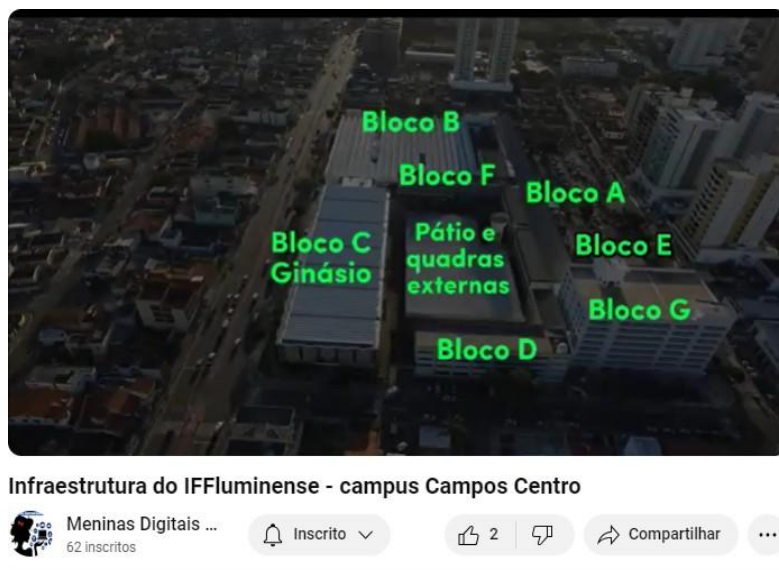 Bloco B
Bloco F
Bloco A
Bloco C
Ginásio
Pátio e
quadras
externas
Bloco E
Bloco G
Bloco D
Infraestrutura do IFFluminense - campus Campos Centro
Meninas Digitais ...
62 inscritos
Inscrito
2
Compartilhar
...